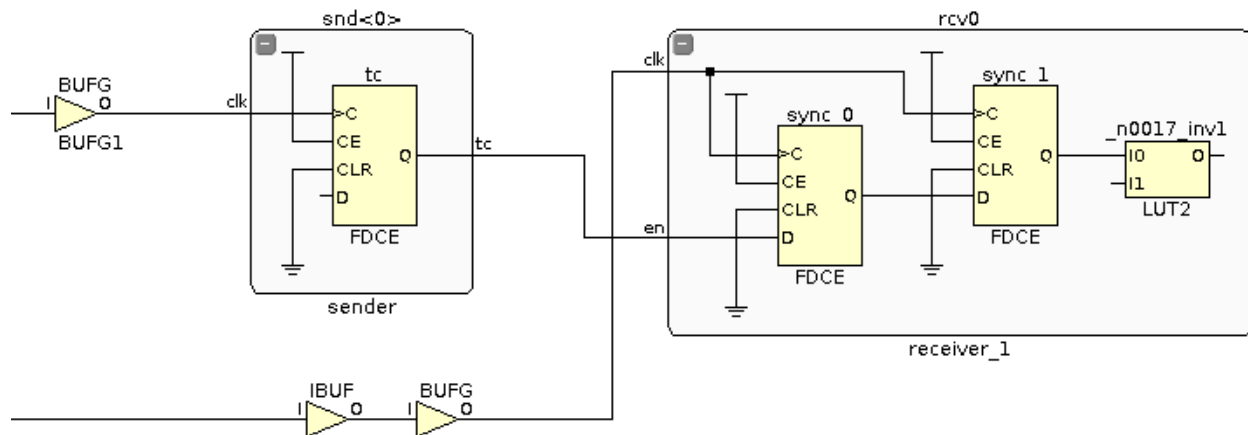 snd<0>
rcv0
BUFG
I
O
BUFG1
clk
tc
C
CE
CLR
D
Q
FDCE
tc
sender
clk
en
sync_0
C
CE
CLR
D
Q
FDCE
sync_1
C
CE
CLR
D
Q
FDCE
_n0017_inv1
I0
I1
O
LUT2
receiver_1
IBUF
I
O
BUFG
I
O